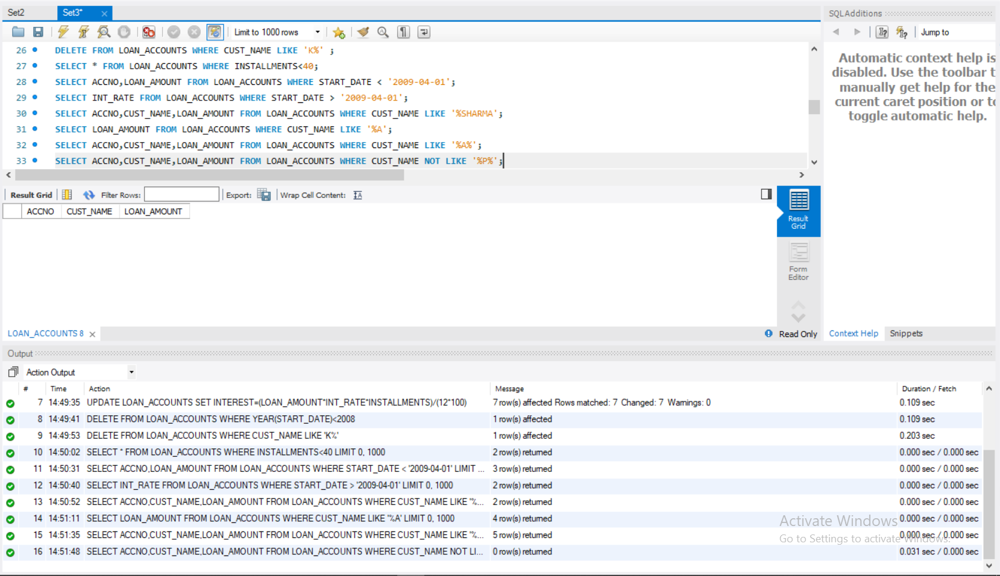 Set2 Set3*
SQLAdditions
Limit to 1000 rows
Jump to
26 DELETE FROM LOAN_ACCOUNTS WHERE CUST_NAME LIKE 'K%' ;
27 SELECT * FROM LOAN_ACCOUNTS WHERE INSTALLMENTS<40;
28 SELECT ACCNO,LOAN_AMOUNT FROM LOAN_ACCOUNTS WHERE START_DATE < '2009-04-01';
29 SELECT INT_RATE FROM LOAN_ACCOUNTS WHERE START_DATE > '2009-04-01';
30 SELECT ACCNO,CUST_NAME,LOAN_AMOUNT FROM LOAN_ACCOUNTS WHERE CUST_NAME LIKE '%SHARMA';
31 SELECT LOAN_AMOUNT FROM LOAN_ACCOUNTS WHERE CUST_NAME LIKE '%A';
32 SELECT ACCNO,CUST_NAME,LOAN_AMOUNT FROM LOAN_ACCOUNTS WHERE CUST_NAME LIKE '%A%';
33 SELECT ACCNO,CUST_NAME,LOAN_AMOUNT FROM LOAN_ACCOUNTS WHERE CUST_NAME NOT LIKE '%P%';
Automatic context help is
disabled. Use the toolbar t
manually get help for the
current caret position or to
toggle automatic help.
Result Grid Filter Rows: Export: Wrap Cell Content:
ACCNO CUST_NAME LOAN_AMOUNT
Result
Grid
Form
Editor
LOAN_ACCOUNTS 8
Read Only
Context Help Snippets
Output
Action Output
# Time Action Message Duration / Fetch
7 14:49:35 UPDATE LOAN_ACCOUNTS SET INTEREST=(LOAN_AMOUNT*INT_RATE*INSTALLMENTS)/(12*100) 7 row(s) affected Rows matched: 7 Changed: 7 Warnings: 0 0.109 sec
8 14:49:41 DELETE FROM LOAN_ACCOUNTS WHERE YEAR(START_DATE)<2008 1 row(s) affected 0.109 sec
9 14:49:53 DELETE FROM LOAN_ACCOUNTS WHERE CUST_NAME LIKE 'K%' 1 row(s) affected 0.203 sec
10 14:50:02 SELECT * FROM LOAN_ACCOUNTS WHERE INSTALLMENTS<40 LIMIT 0, 1000 2 row(s) returned 0.000 sec / 0.000 sec
11 14:50:31 SELECT ACCNO,LOAN_AMOUNT FROM LOAN_ACCOUNTS WHERE START_DATE < '2009-04-01' LIMIT ... 3 row(s) returned 0.000 sec / 0.000 sec
12 14:50:40 SELECT INT_RATE FROM LOAN_ACCOUNTS WHERE START_DATE > '2009-04-01' LIMIT 0, 1000 2 row(s) returned 0.000 sec / 0.000 sec
13 14:50:52 SELECT ACCNO,CUST_NAME,LOAN_AMOUNT FROM LOAN_ACCOUNTS WHERE CUST_NAME LIKE '%... 2 row(s) returned 0.000 sec / 0.000 sec
14 14:51:11 SELECT LOAN_AMOUNT FROM LOAN_ACCOUNTS WHERE CUST_NAME LIKE '%A' LIMIT 0, 1000 4 row(s) returned 0.000 sec / 0.000 sec
15 14:51:35 SELECT ACCNO,CUST_NAME,LOAN_AMOUNT FROM LOAN_ACCOUNTS WHERE CUST_NAME LIKE '%... 5 row(s) returned 0.000 sec / 0.000 sec
16 14:51:48 SELECT ACCNO,CUST_NAME,LOAN_AMOUNT FROM LOAN_ACCOUNTS WHERE CUST_NAME NOT LI... 0 row(s) returned 0.031 sec / 0.000 sec
Activate Windows
Go to Settings to activate Windows.